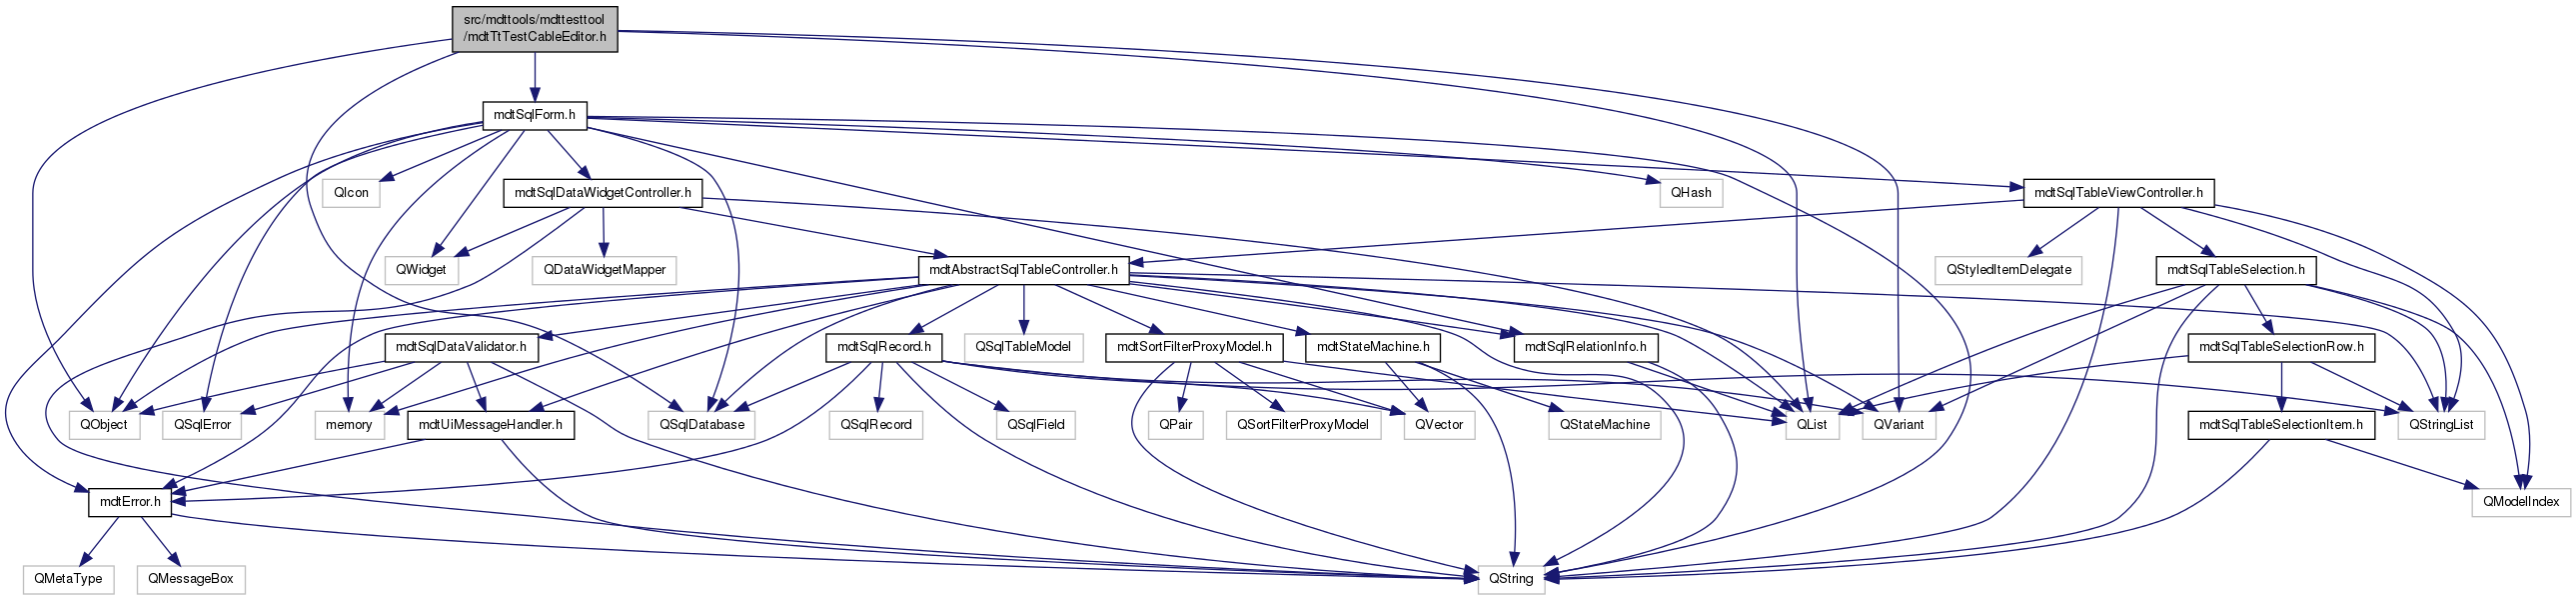 src/mdttools/mdttesttool
/mdtTtTestCableEditor.h
mdtSqlForm.h
QIcon
mdtSqlDataWidgetController.h
QHash
mdtSqlTableViewController.h
QWidget
QDataWidgetMapper
mdtAbstractSqlTableController.h
QStyledItemDelegate
mdtSqlTableSelection.h
mdtSqlDataValidator.h
mdtSqlRecord.h
QSqlTableModel
mdtSortFilterProxyModel.h
mdtStateMachine.h
mdtSqlRelationInfo.h
mdtSqlTableSelectionRow.h
QObject
QSqlError
memory
mdtUiMessageHandler.h
QSqlDatabase
QSqlRecord
QSqlField
QPair
QSortFilterProxyModel
QVector
QStateMachine
QList
QVariant
mdtSqlTableSelectionItem.h
QStringList
mdtError.h
QModelIndex
QMetaType
QMessageBox
QString